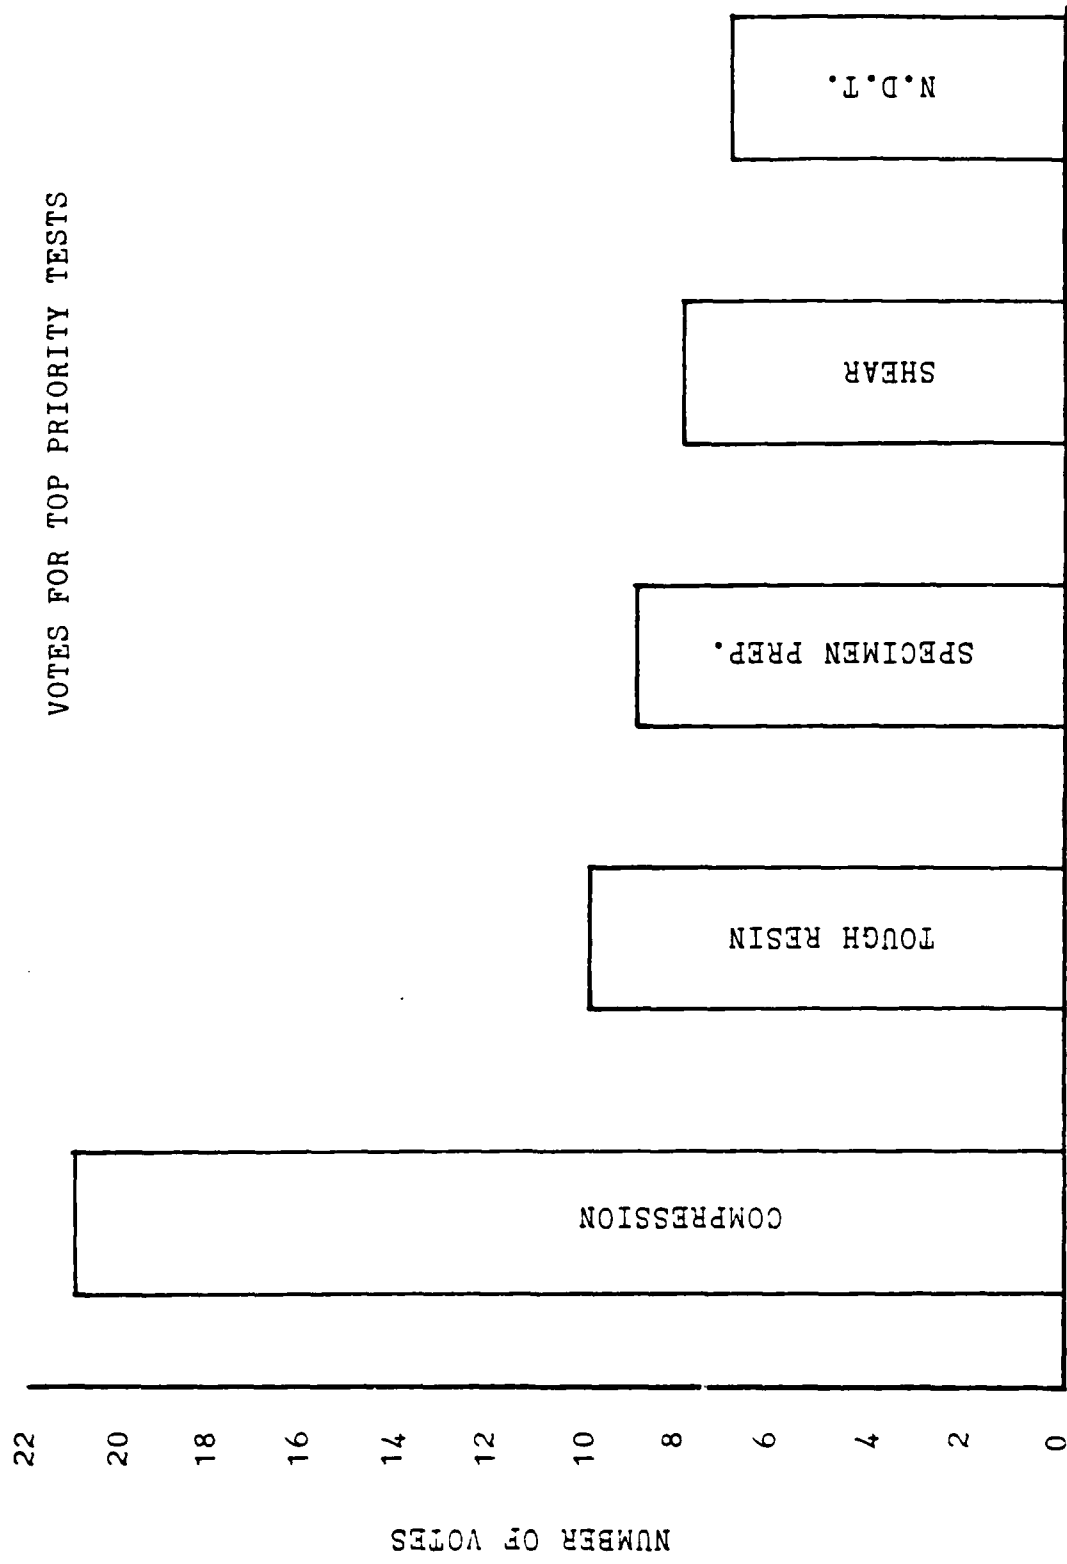 VOTES FOR TOP PRIORITY TESTS
NUMBER OF VOTES
22
20
18
16
14
12
10
8
6
4
2
0
COMPRESSION
TOUGH RESIN
SPECIMEN PREP.
SHEAR
N.D.T.